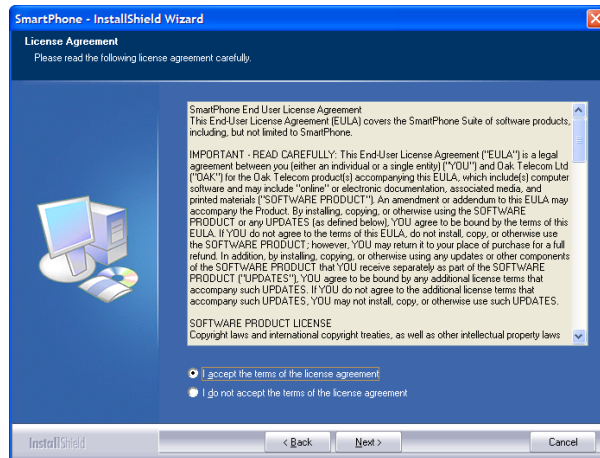 SmartPhone - InstallShield Wizard
License Agreement
Please read the following license agreement carefully.
SmartPhone End User License Agreement
This End-User License Agreement (EULA) covers the SmartPhone Suite of software products,
including, but not limited to SmartPhone.
IMPORTANT - READ CAREFULLY: This End-User License Agreement ("EULA") is a legal
agreement between you (either an individual or a single entity) ("YOU") and Oak Telecom Ltd
("OAK") for the Oak Telecom product(s) accompanying this EULA, which include(s) computer
software and may include "online" or electronic documentation, associated media, and
printed materials ("SOFTWARE PRODUCT"). An amendment or addendum to this EULA may
accompany the Product. By installing, copying, or otherwise using the SOFTWARE
PRODUCT or any UPDATES (as defined below), YOU agree to be bound by the terms of this
EULA. If YOU do not agree to the terms of this EULA, do not install, copy, or otherwise use
the SOFTWARE PRODUCT; however, YOU may return it to your place of purchase for a full
refund. In addition, by installing, copying, or otherwise using any updates or other components
of the SOFTWARE PRODUCT that YOU receive separately as part of the SOFTWARE
PRODUCT ("UPDATES"), YOU agree to be bound by any additional license terms that
accompany such UPDATES. If YOU do not agree to the additional license terms that
accompany such UPDATES, YOU may not install, copy, or otherwise use such UPDATES.
SOFTWARE PRODUCT LICENSE
Copyright laws and international copyright treaties, as well as other intellectual property laws
I accept the terms of the license agreement
I do not accept the terms of the license agreement
InstallShield
< Back
Next >
Cancel